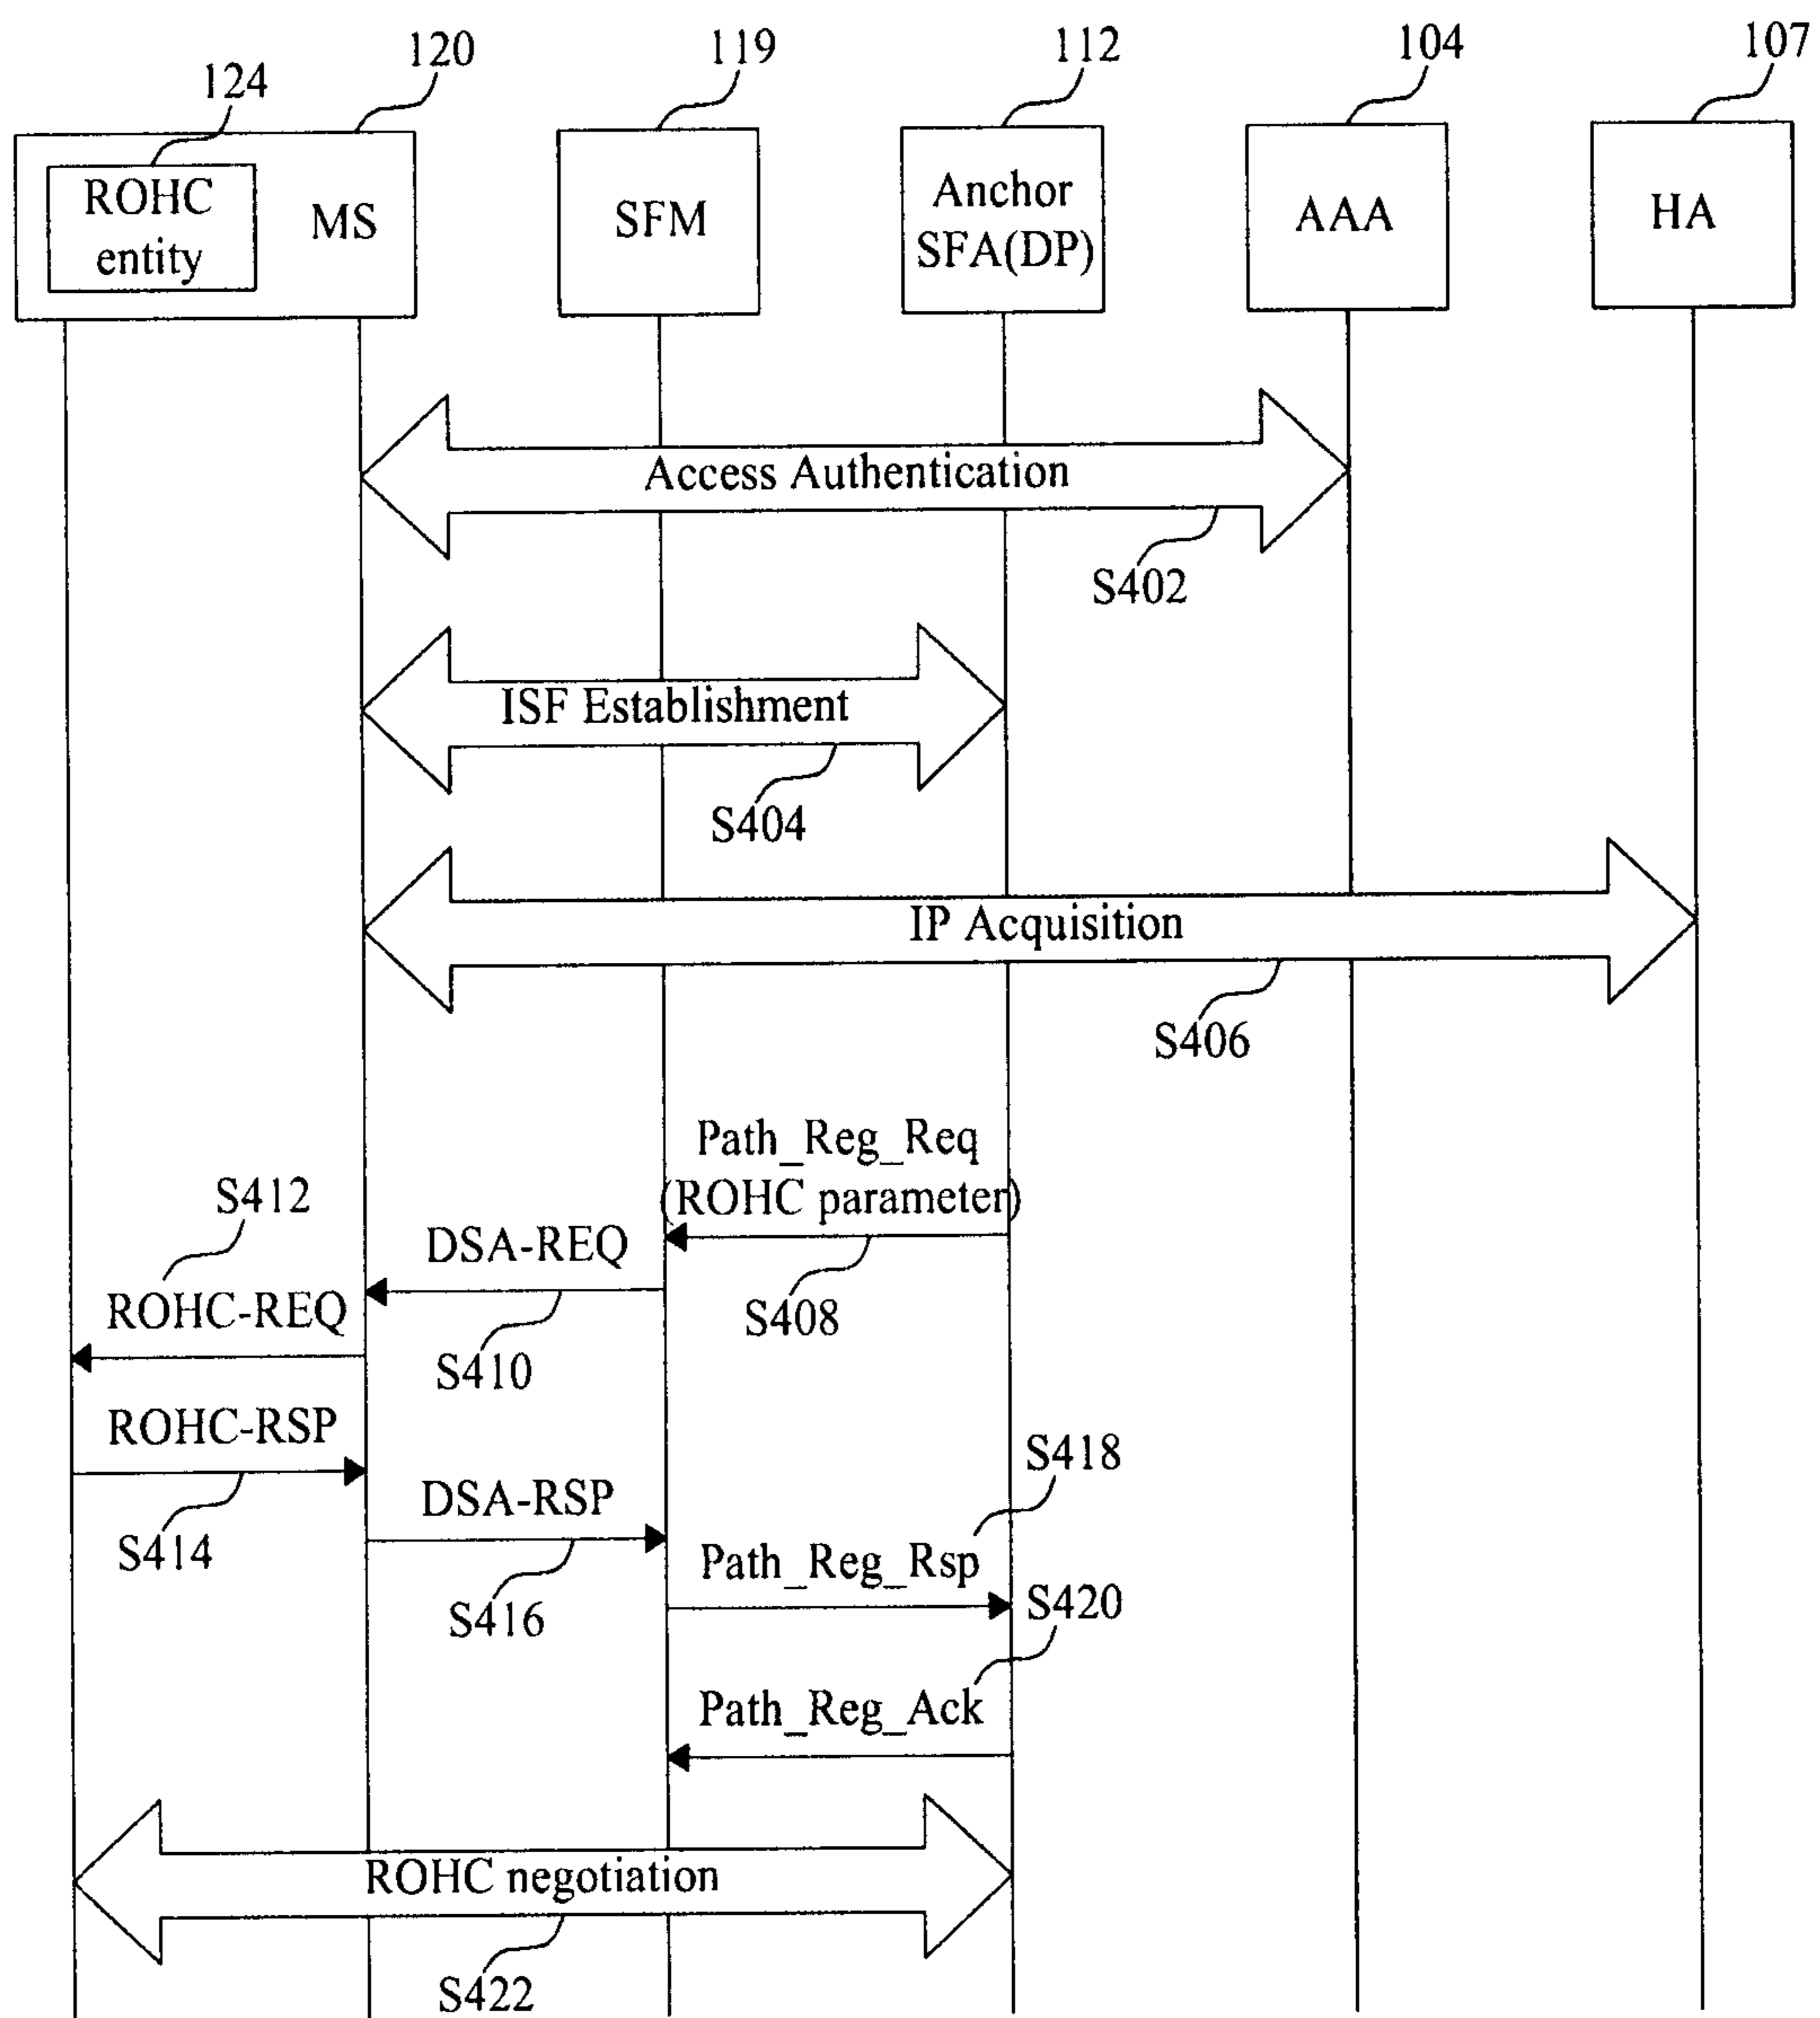 124
120
119
112
104
107
ROHC
entity
MS
SFM
Anchor
SFA(DP)
AAA
HA
Access Authentication
S402
ISF Establishment
S404
IP Acquisition
S406
Path_Reg_Req
(ROHC parameter)
S408
DSA-REQ
S410
S412
ROHC-REQ
ROHC-RSP
S414
DSA-RSP
S416
S418
Path_Reg_Rsp
S420
Path_Reg_Ack
ROHC negotiation
S422